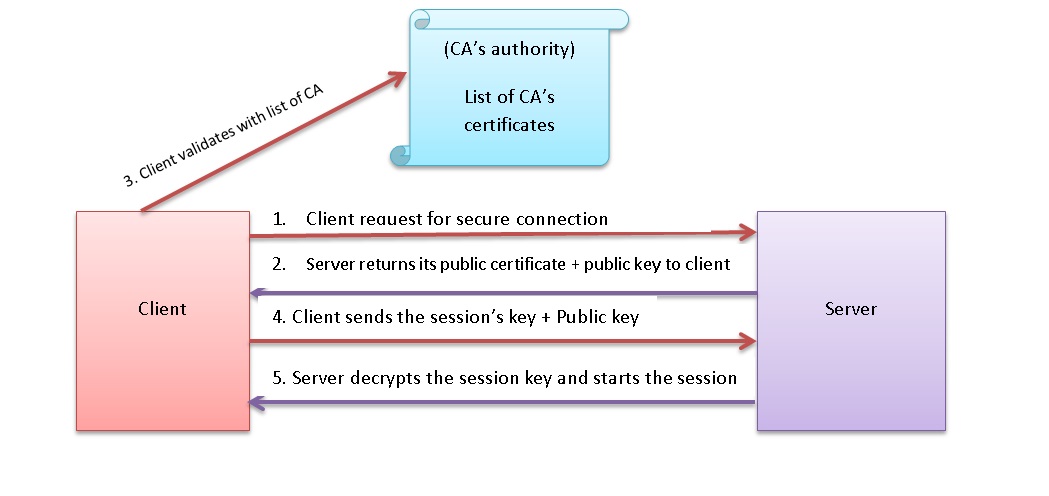 (CA's authority)
List of CA's
certificates
3. Client validates with list of CA
1. Client request for secure connection
2. Server returns its public certificate + public key to client
Client
Server
4. Client sends the session's key + Public key
5. Server decrypts the session key and starts the session